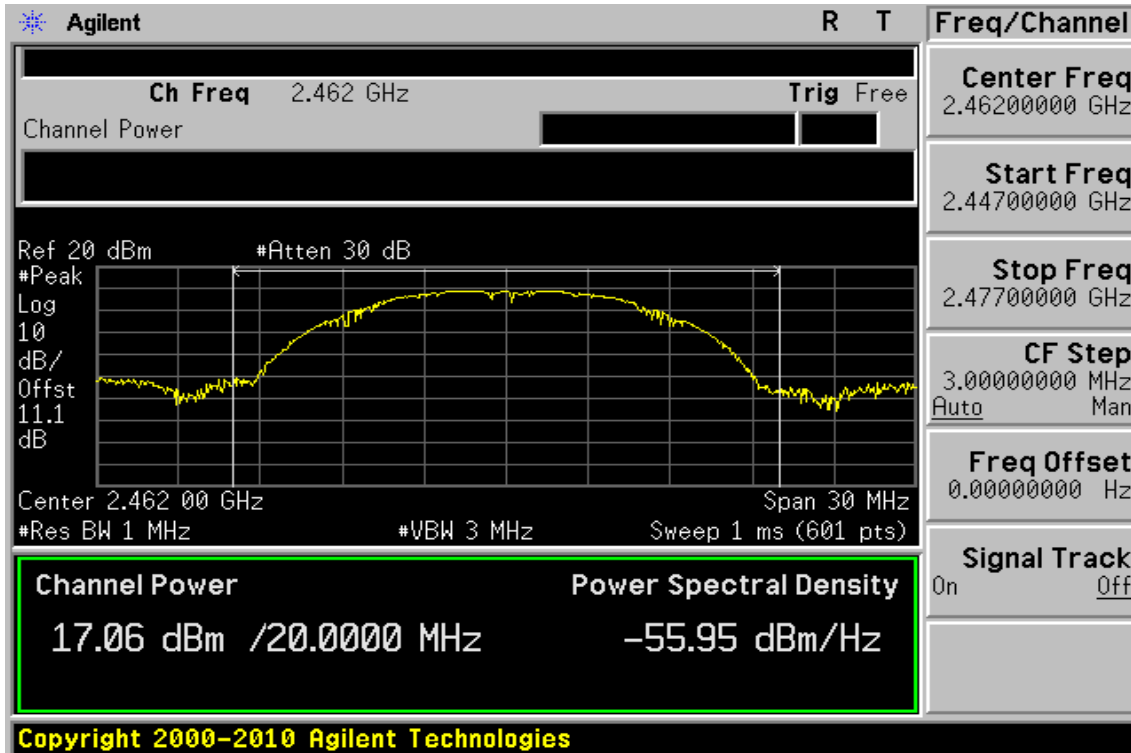 Agilent R T
Ch Freq 2.462 GHz Trig Free
Channel Power
Ref 20 dBm #Atten 30 dB
#Peak
Log
10
dB/
Offst
11.1
dB
Center 2.462 00 GHz Span 30 MHz
#Res BW 1 MHz #VBW 3 MHz Sweep 1 ms (601 pts)
Channel Power Power Spectral Density
17.06 dBm /20.0000 MHz -55.95 dBm/Hz
Copyright 2000-2010 Agilent Technologies
Freq/Channel
Center Freq
2.46200000 GHz
Start Freq
2.44700000 GHz
Stop Freq
2.47700000 GHz
CF Step
3.00000000 MHz
Auto Man
Freq Offset
0.00000000 Hz
Signal Track
On Off